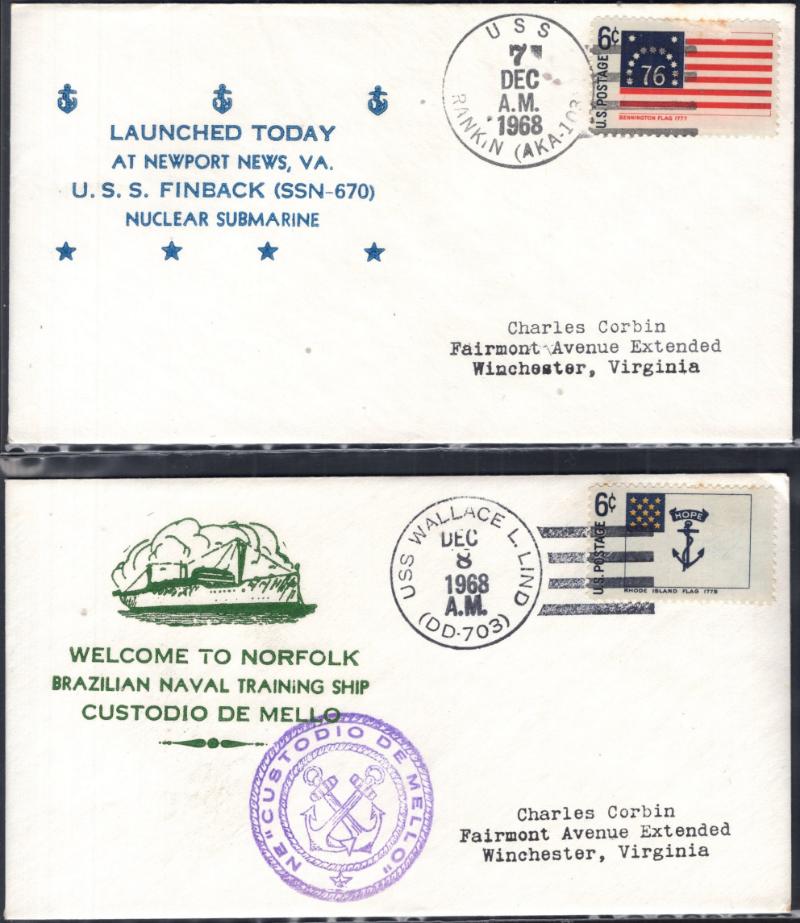 LAUNCHED TODAY
AT NEWPORT NEWS, VA.
U. S. S. FINBACK (SSN-670)
NUCLEAR SUBMARINE
USS
RANKIN (AKA-103)
7
DEC
A.M.
1968
6¢
U.S. POSTAGE
76
BENNINGTON FLAG 1777
Charles Corbin
Fairmont Avenue Extended
Winchester, Virginia
WELCOME TO NORFOLK
BRAZILIAN NAVAL TRAINING SHIP
CUSTODIO DE MELLO
NE "CUSTODIO DE MELLO"
USS WALLACE L. LIND
(DD-703)
DEC
8
1968
A.M.
6¢
U.S. POSTAGE
HOPE
RHODE ISLAND FLAG 1775
Charles Corbin
Fairmont Avenue Extended
Winchester, Virginia